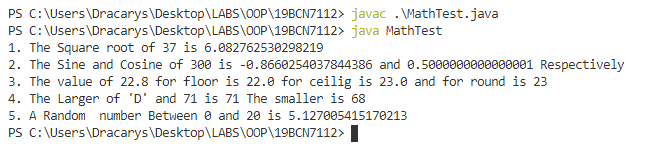 PS C:\Users\Dracarys\Desktop\LABS\OOP\19BCN7112> javac .\MathTest.java
PS C:\Users\Dracarys\Desktop\LABS\OOP\19BCN7112> java MathTest
1. The Square root of 37 is 6.082762530298219
2. The Sine and Cosine of 300 is -0.8660254037844386 and 0.5000000000000001 Respectively
3. The value of 22.8 for floor is 22.0 for ceilig is 23.0 and for round is 23
4. The Larger of 'D' and 71 is 71 The smaller is 68
5. A Random  number Between 0 and 20 is 5.127005415170213
PS C:\Users\Dracarys\Desktop\LABS\OOP\19BCN7112>